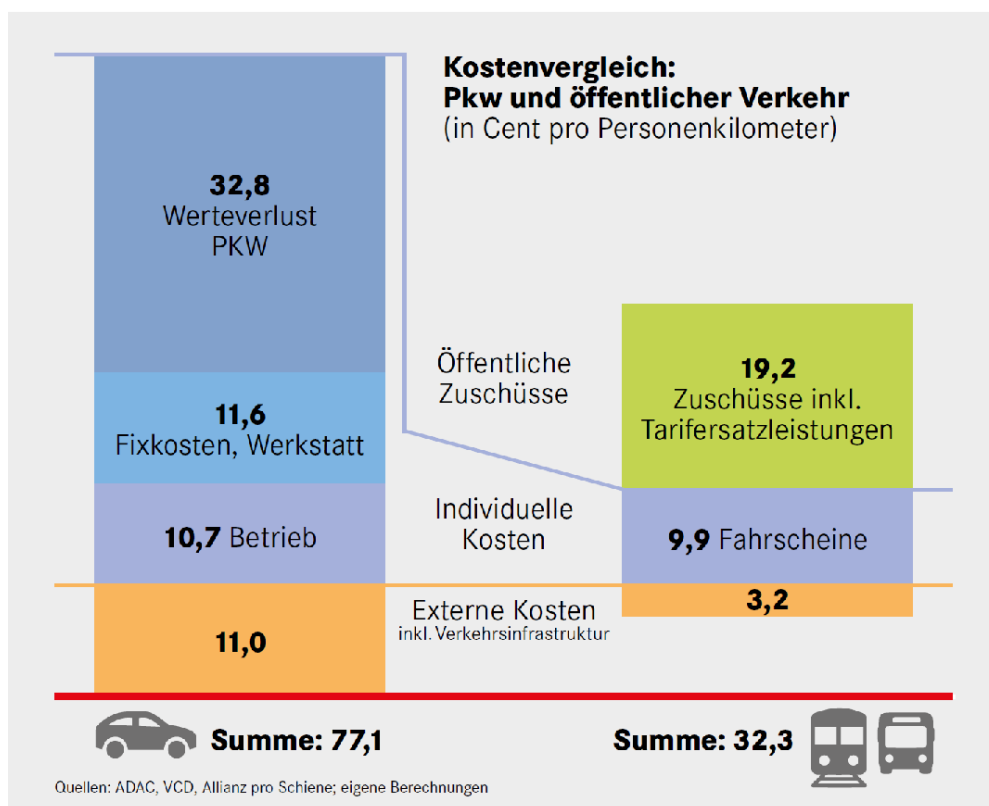 Kostenvergleich:
Pkw und öffentlicher Verkehr
(in Cent pro Personenkilometer)
32,8
Werteverlust
PKW
11,6
Fixkosten, Werkstatt
10,7 Betrieb
11,0
Öffentliche
Zuschüsse
Individuelle
Kosten
Externe Kosten
inkl. Verkehrsinfrastruktur
19,2
Zuschüsse inkl.
Tarifersatzleistungen
9,9 Fahrscheine
3,2
Summe: 77,1
Summe: 32,3
Quellen: ADAC, VCD, Allianz pro Schiene; eigene Berechnungen